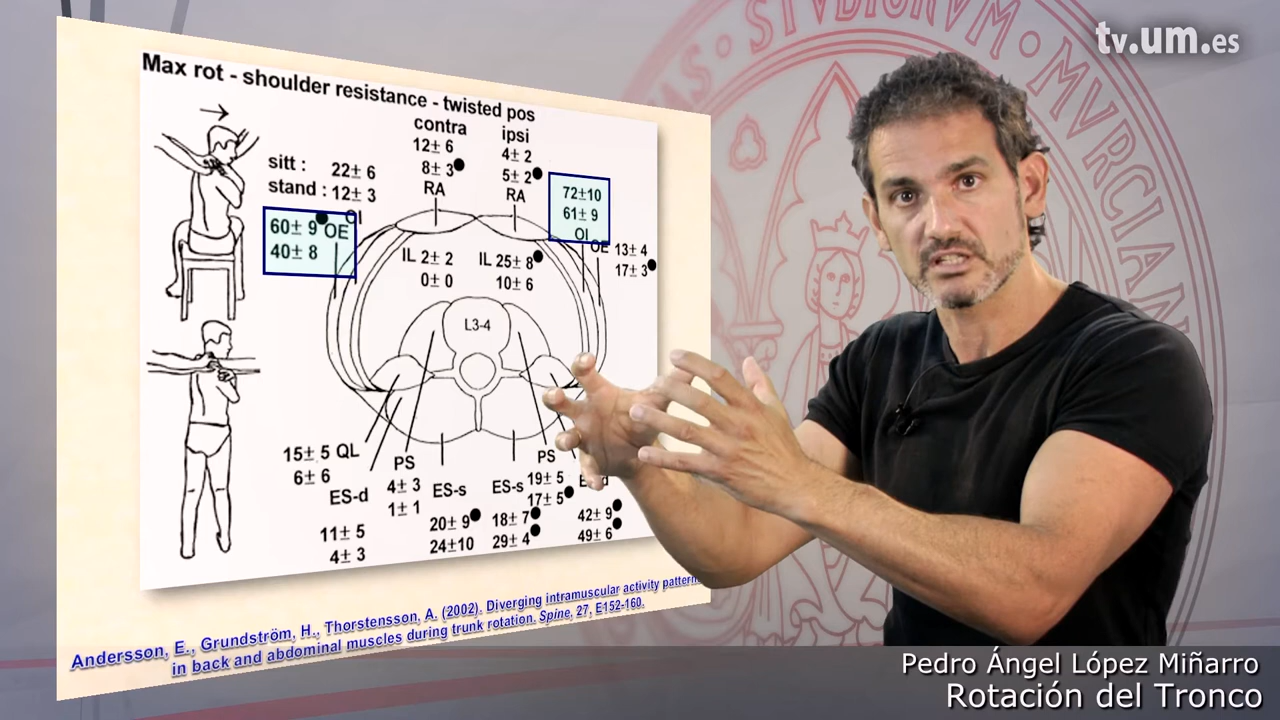 tv.um.es
STVDIORVM
MVRCIAN
Max rot - shoulder resistance - twisted pos
contra ipsi
12± 6 4± 2
8± 3 5± 2
RA RA
sitt : 22± 6
stand : 12± 3
OI
60± 9 OE
40± 8
72±10
61± 9
OI
OE 13± 4
17± 3
IL 2± 2 IL 25± 8
0± 0 10± 6
L3-4
15± 5 QL
6± 6
ES-d
11± 5
4± 3
PS
4± 3
1± 1
ES-s
20± 9
24±10
ES-s
18± 7
29± 4
PS
19± 5
17± 5
42± 9
49± 6
Andersson, E., Grundström, H., Thorstensson, A. (2002). Diverging intramuscular activity pattern
in back and abdominal muscles during trunk rotation. Spine, 27, E152-160.
Pedro Ángel López Miñarro
Rotación del Tronco